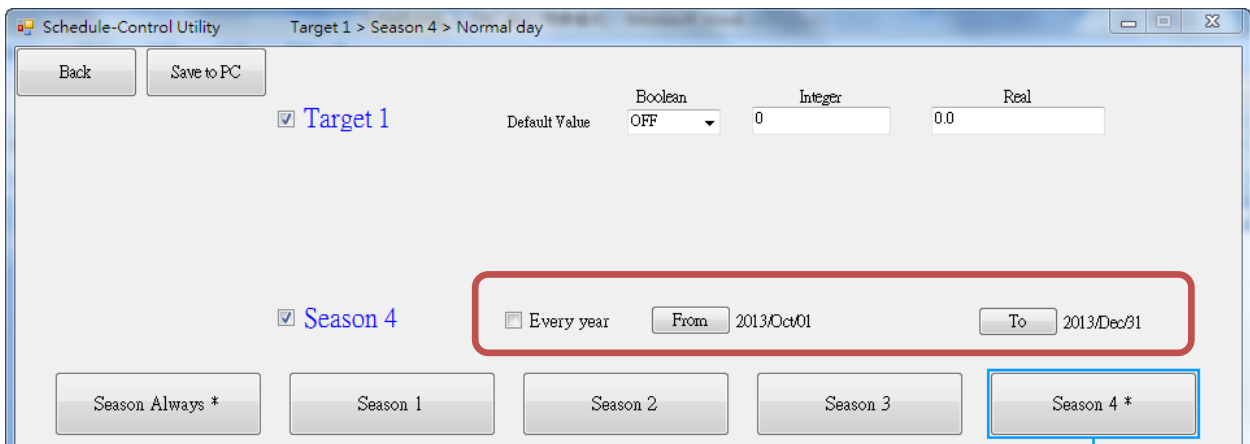 Schedule-Control Utility Target 1 > Season 4 > Normal day
Back Save to PC
Boolean Integer Real
Target 1 Default Value OFF 0 0.0
Season 4 Every year From 2013/Oct/01 To 2013/Dec/31
Season Always * Season 1 Season 2 Season 3 Season 4 *